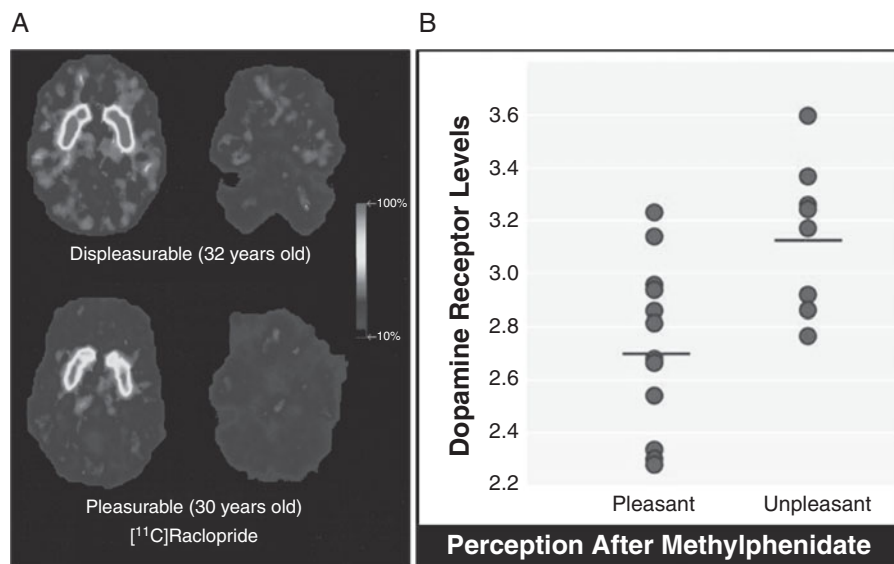 A
←100%
Displeasurable (32 years old)
←10%
Pleasurable (30 years old)
[¹¹C]Raclopride
B
Dopamine Receptor Levels
3.6
3.4
3.2
3.0
2.8
2.6
2.4
2.2
Pleasant Unpleasant
Perception After Methylphenidate